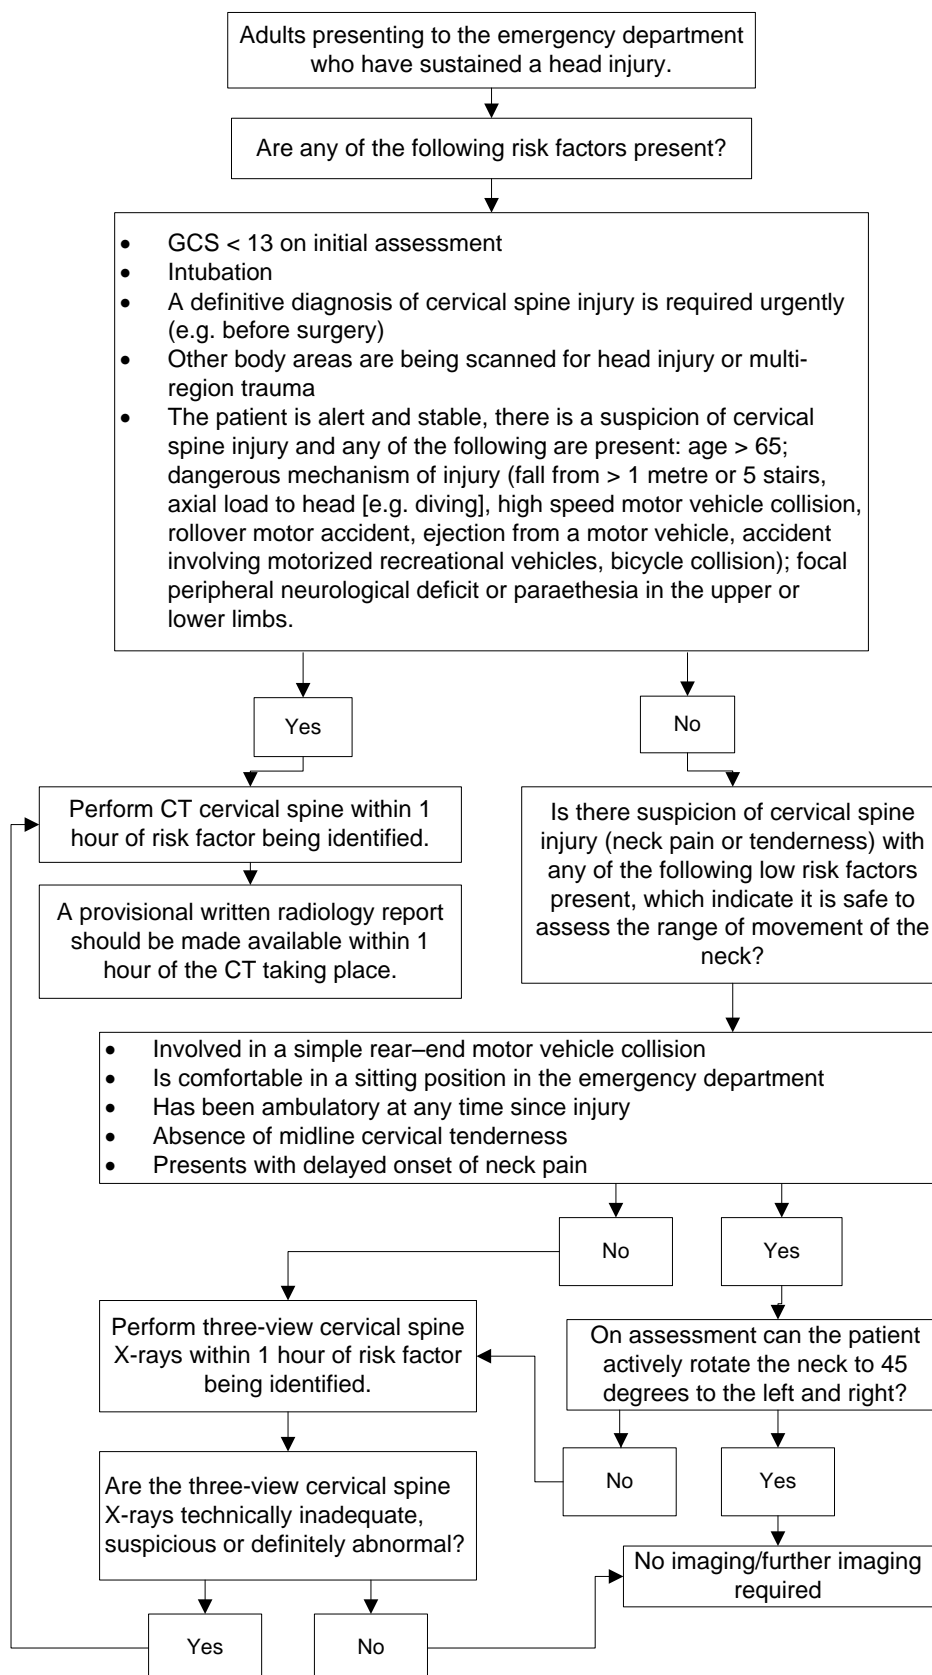 Adults presenting to the emergency department
who have sustained a head injury.
Are any of the following risk factors present?
• GCS < 13 on initial assessment
• Intubation
• A definitive diagnosis of cervical spine injury is required urgently
(e.g. before surgery)
• Other body areas are being scanned for head injury or multi-
region trauma
• The patient is alert and stable, there is a suspicion of cervical
spine injury and any of the following are present: age > 65;
dangerous mechanism of injury (fall from > 1 metre or 5 stairs,
axial load to head [e.g. diving], high speed motor vehicle collision,
rollover motor accident, ejection from a motor vehicle, accident
involving motorized recreational vehicles, bicycle collision); focal
peripheral neurological deficit or paraethesia in the upper or
lower limbs.
Yes
No
Perform CT cervical spine within 1
hour of risk factor being identified.
A provisional written radiology report
should be made available within 1
hour of the CT taking place.
Is there suspicion of cervical spine
injury (neck pain or tenderness) with
any of the following low risk factors
present, which indicate it is safe to
assess the range of movement of the
neck?
• Involved in a simple rear–end motor vehicle collision
• Is comfortable in a sitting position in the emergency department
• Has been ambulatory at any time since injury
• Absence of midline cervical tenderness
• Presents with delayed onset of neck pain
No
Yes
Perform three-view cervical spine
X-rays within 1 hour of risk factor
being identified.
On assessment can the patient
actively rotate the neck to 45
degrees to the left and right?
No
Yes
Are the three-view cervical spine
X-rays technically inadequate,
suspicious or definitely abnormal?
No imaging/further imaging
required
Yes
No